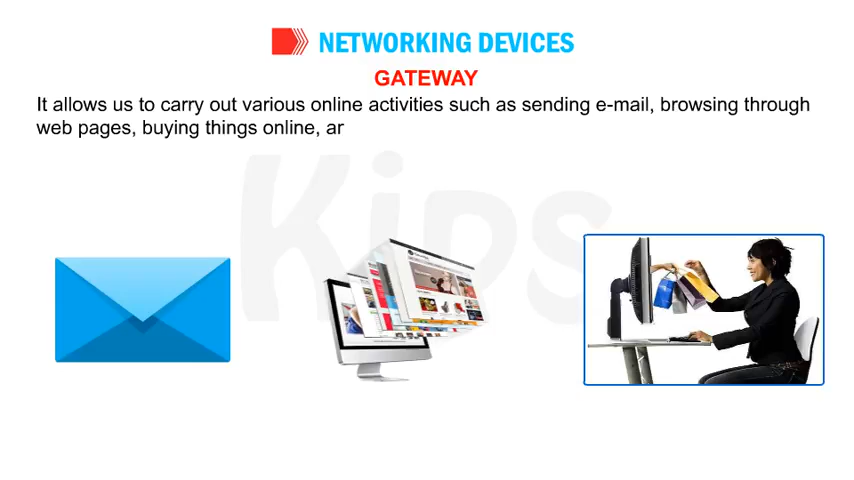 NETWORKING DEVICES
GATEWAY
It allows us to carry out various online activities such as sending e-mail, browsing through
web pages, buying things online, ar
Kips